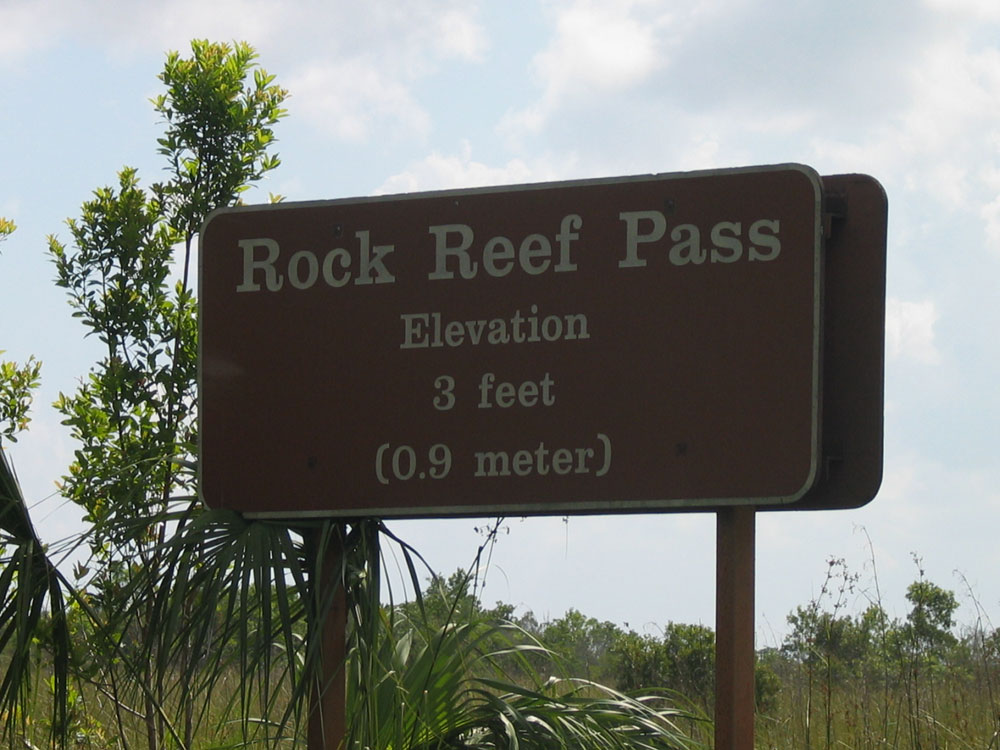 Rock Reef Pass
Elevation
3 feet
(0.9 meter)